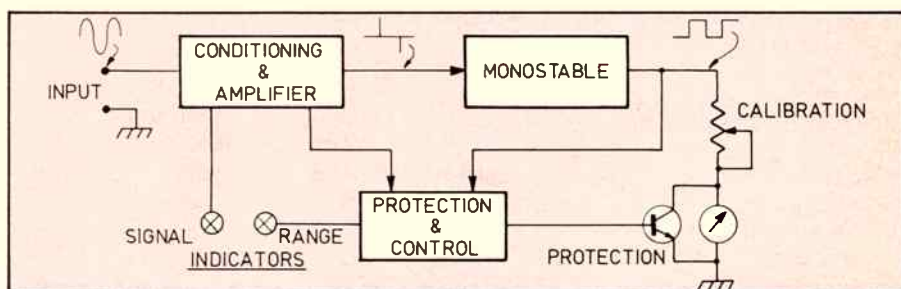 CONDITIONING
&
AMPLIFIER
MONOSTABLE
INPUT
CALIBRATION
PROTECTION
&
CONTROL
SIGNAL
RANGE
INDICATORS
PROTECTION